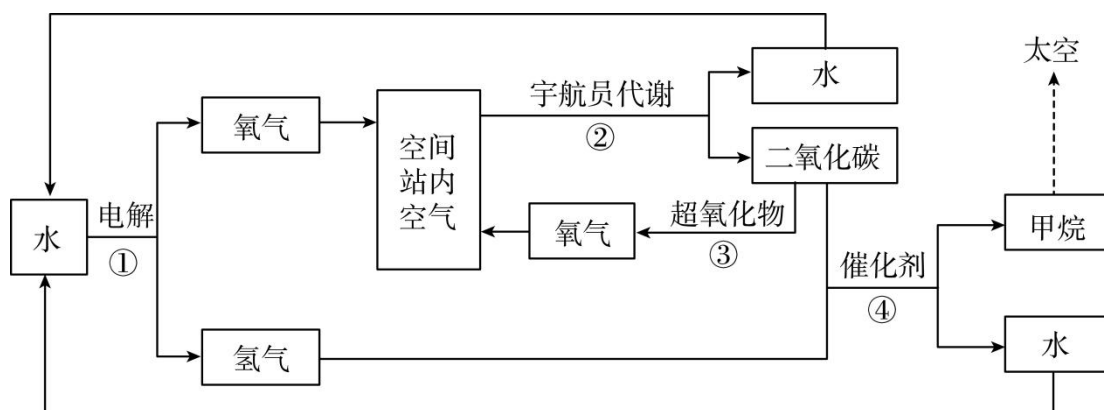 太空
水
宇航员代谢
②
氧气
空间
站内
空气
二氧化碳
水
电解
①
氧气
超氧化物
③
甲烷
催化剂
④
氢气
水